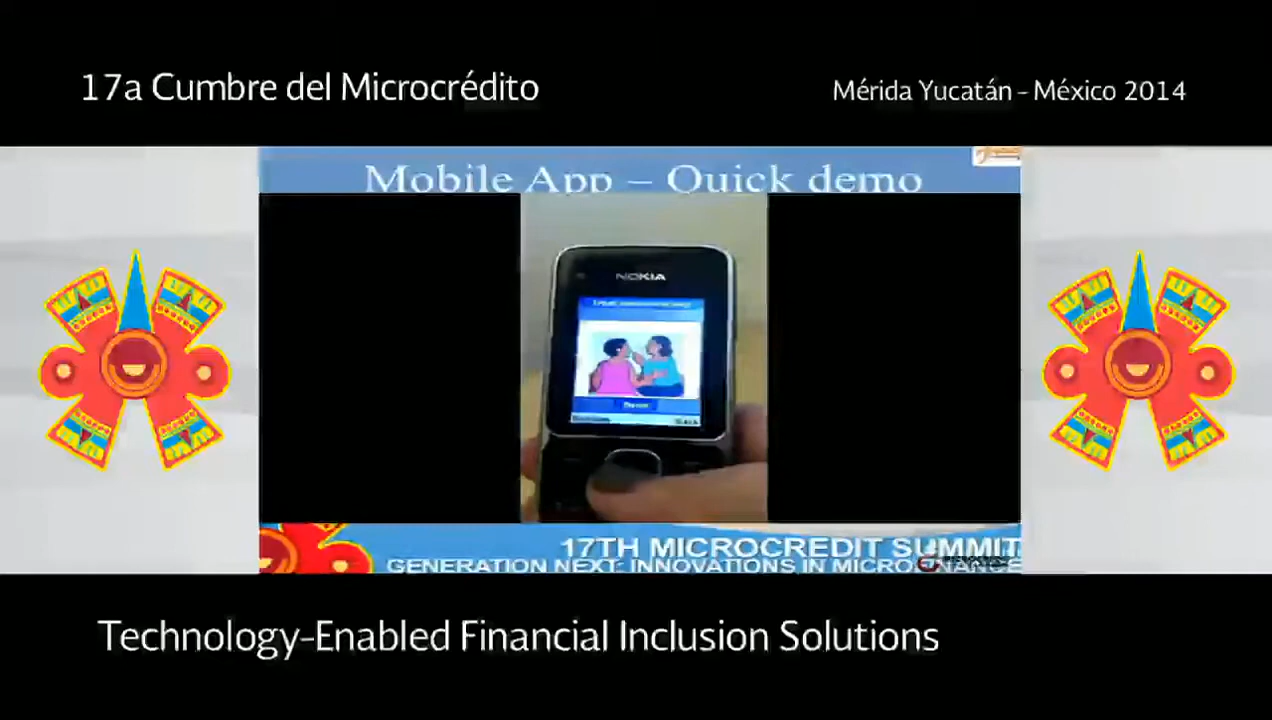 17a Cumbre del Microcrédito
Mérida Yucatán - México 2014
Mobile App – Quick demo
NOKIA
17TH MICROCREDIT SUMMIT
GENERATION NEXT: INNOVATIONS IN MICROFINANCE
Technology-Enabled Financial Inclusion Solutions